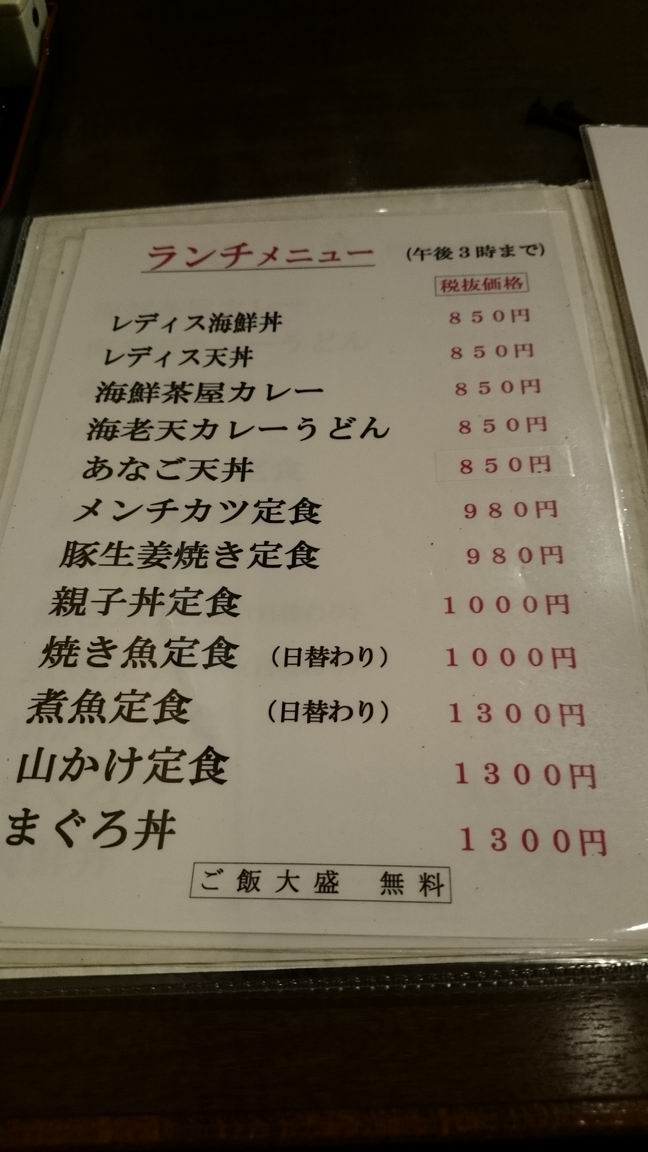 ランチメニュー (午後3時まで)
税抜価格
レディス海鮮丼 850円
レディス天丼 850円
海鮮茶屋カレー 850円
海老天カレーうどん 850円
あなご天丼 850円
メンチカツ定食 980円
豚生姜焼き定食 980円
親子丼定食 1000円
焼き魚定食 (日替わり) 1000円
煮魚定食 (日替わり) 1300円
山かけ定食 1300円
まぐろ丼 1300円
ご飯大盛 無料